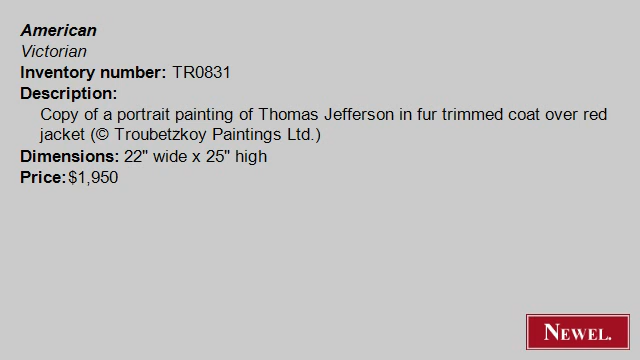 American
Victorian
Inventory number: TR0831
Description:
Copy of a portrait painting of Thomas Jefferson in fur trimmed coat over red
jacket (© Troubetzkoy Paintings Ltd.)
Dimensions: 22" wide x 25" high
Price: $1,950
NEWEL.